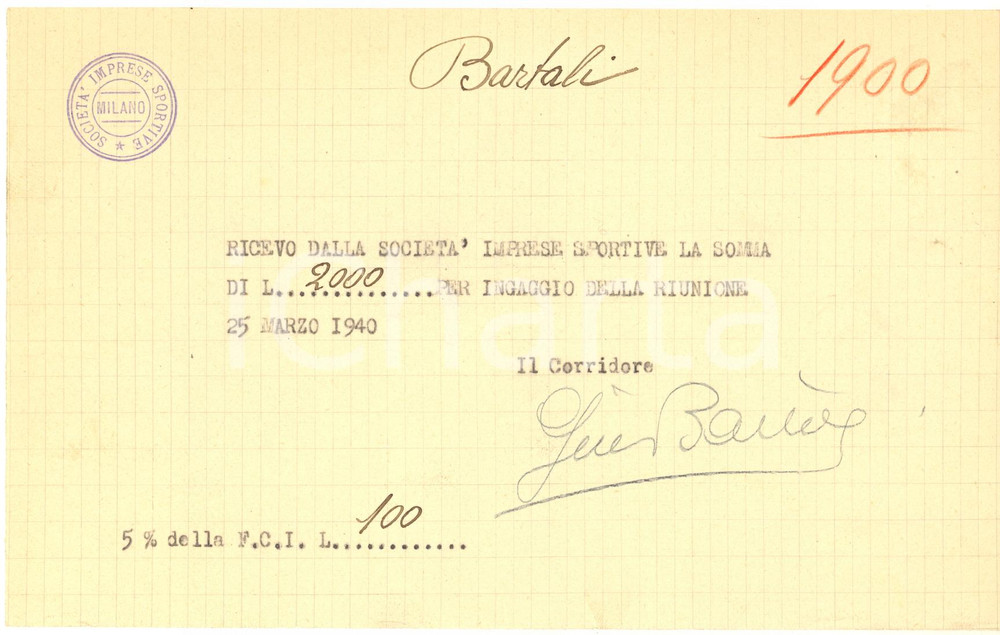 Bartali
1900
SOCIETA' IMPRESE SPORTIVE
MILANO
RICEVO DALLA SOCIETA' IMPRESE SPORTIVE LA SOMMA
DI L. 2000 PER INGAGGIO DELLA RIUNIONE
25 MARZO 1940
Il Corridore
5 % della F.C.I. L. 100
iCharta